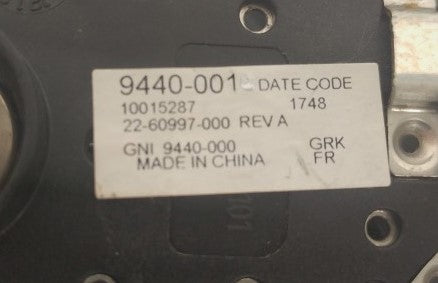 9440-001 DATE CODE
10015287 1748
22-60997-000 REV A
GNI 9440-000 GRK
MADE IN CHINA FR